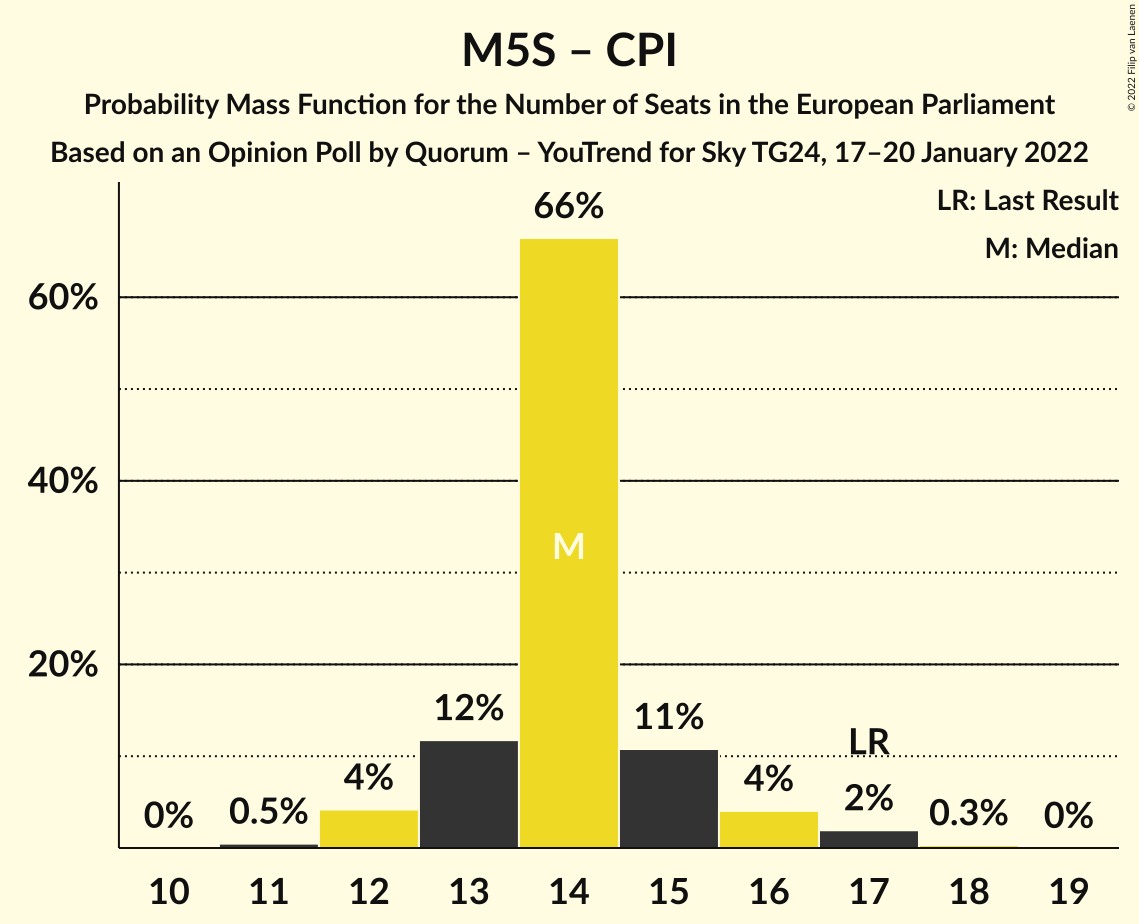 M5S – CPI
Probability Mass Function for the Number of Seats in the European Parliament
Based on an Opinion Poll by Quorum – YouTrend for Sky TG24, 17–20 January 2022
© 2022 Filip van Laenen
LR: Last Result
M: Median
60%
40%
20%
0%
0.5%
4%
12%
66%
M
11%
4%
LR
2%
0.3%
0%
10 11 12 13 14 15 16 17 18 19